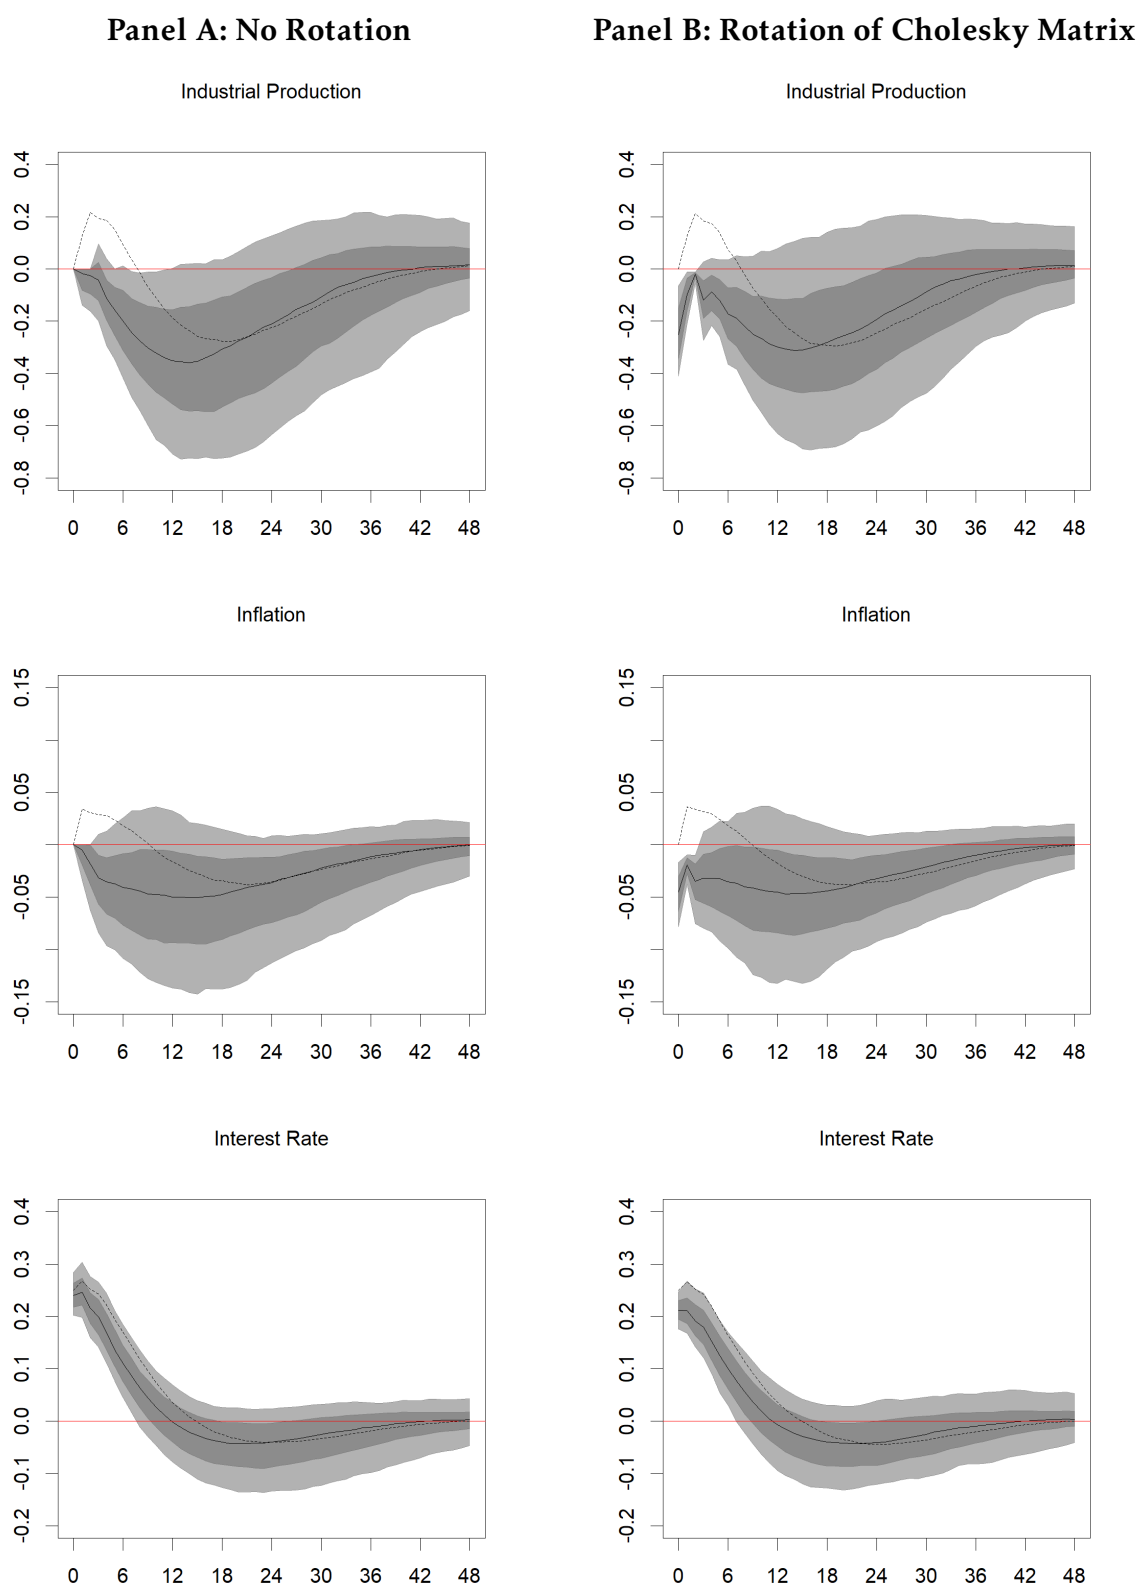 Panel A: No Rotation
Panel B: Rotation of Cholesky Matrix
Industrial Production
Industrial Production
0.4
0.2
0.0
-0.2
-0.4
-0.6
-0.8
0 6 12 18 24 30 36 42 48
0.4
0.2
0.0
-0.2
-0.4
-0.6
-0.8
0 6 12 18 24 30 36 42 48
Inflation
Inflation
0.15
0.05
-0.05
-0.15
0 6 12 18 24 30 36 42 48
0.15
0.05
-0.05
-0.15
0 6 12 18 24 30 36 42 48
Interest Rate
Interest Rate
0.4
0.3
0.2
0.1
0.0
-0.1
-0.2
0 6 12 18 24 30 36 42 48
0.4
0.3
0.2
0.1
0.0
-0.1
-0.2
0 6 12 18 24 30 36 42 48